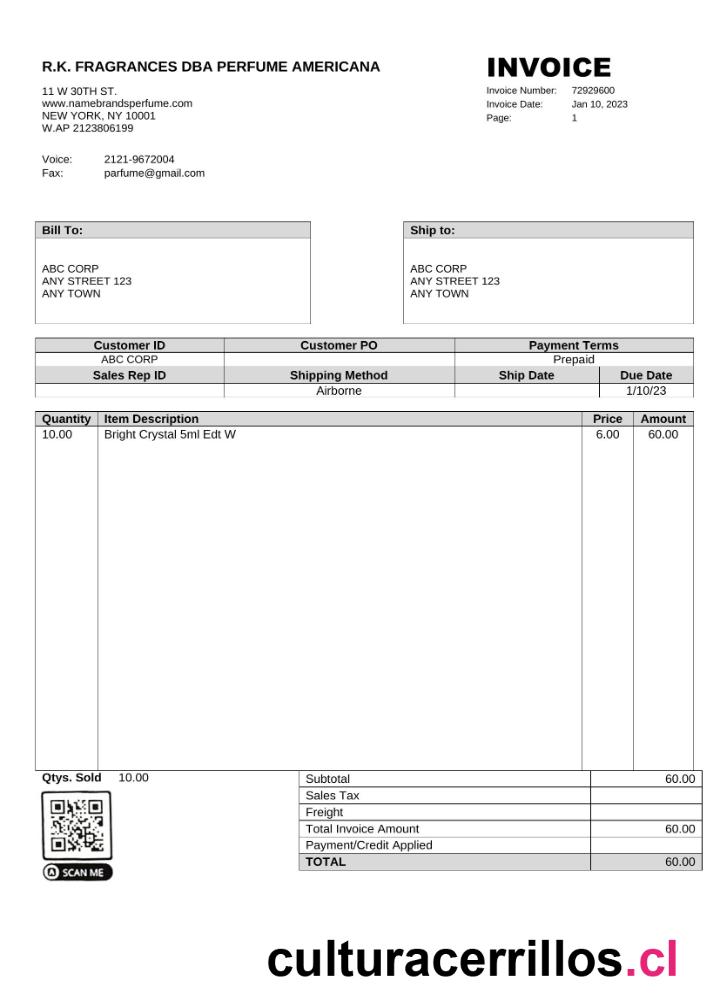 R.K. FRAGRANCES DBA PERFUME AMERICANA
INVOICE
11 W 30TH ST.
www.namebrandsperfume.com
NEW YORK, NY 10001
W.AP 2123806199
Invoice Number: 72929600
Invoice Date: Jan 10, 2023
Page: 1
Voice: 2121-9672004
Fax: parfume@gmail.com
Bill To:
ABC CORP
ANY STREET 123
ANY TOWN
Ship to:
ABC CORP
ANY STREET 123
ANY TOWN
Customer ID Customer PO Payment Terms
ABC CORP Prepaid
Sales Rep ID Shipping Method Ship Date Due Date
Airborne 1/10/23
Quantity Item Description Price Amount
10.00 Bright Crystal 5ml Edt W 6.00 60.00
Qtys. Sold 10.00
SCAN ME
Subtotal 60.00
Sales Tax
Freight
Total Invoice Amount 60.00
Payment/Credit Applied
TOTAL 60.00
culturacerrillos.cl